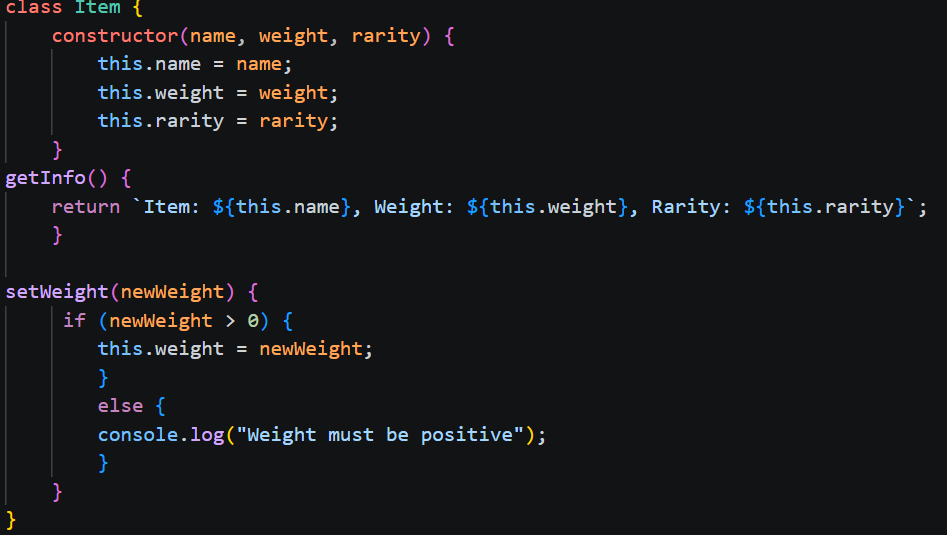 class Item {
    constructor(name, weight, rarity) {
        this.name = name;
        this.weight = weight;
        this.rarity = rarity;
    }
getInfo() {
    return `Item: ${this.name}, Weight: ${this.weight}, Rarity: ${this.rarity}`;
    }

setWeight(newWeight) {
     if (newWeight > 0) {
        this.weight = newWeight;
        }
        else {
        console.log("Weight must be positive");
        }
    }
}